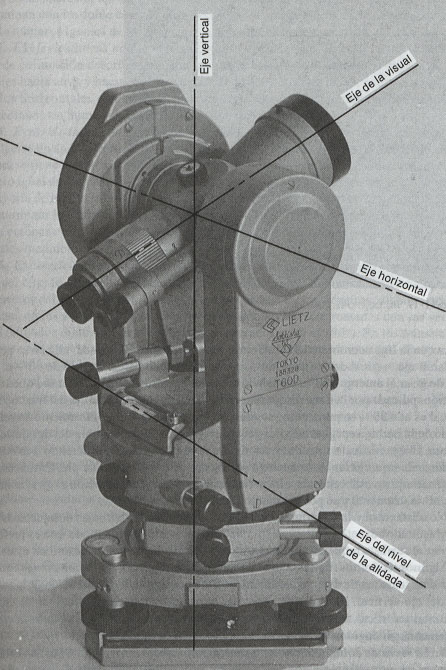 Eje vertical
Eje de la visual
Eje horizontal
LIETZ
TOKYO
T60D
Eje del nivel
de la alidada